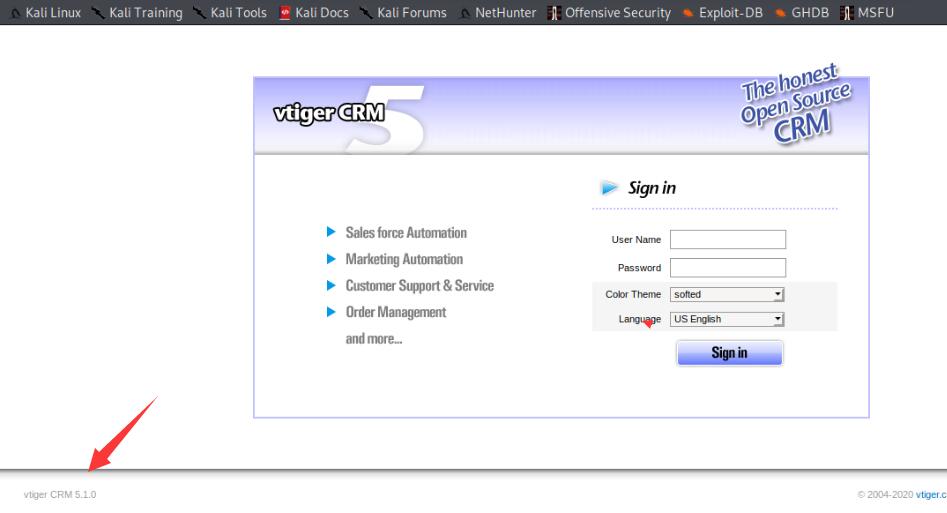 Kali Linux Kali Training Kali Tools Kali Docs Kali Forums NetHunter Offensive Security Exploit-DB GHDB MSFU
vtiger CRM 5
The honest
Open Source
CRM
Sign in
Sales force Automation
Marketing Automation
Customer Support & Service
Order Management
and more...
User Name
Password
Color Theme softed
Language US English
Sign in
vtiger CRM 5.1.0
© 2004-2020 vtiger.c